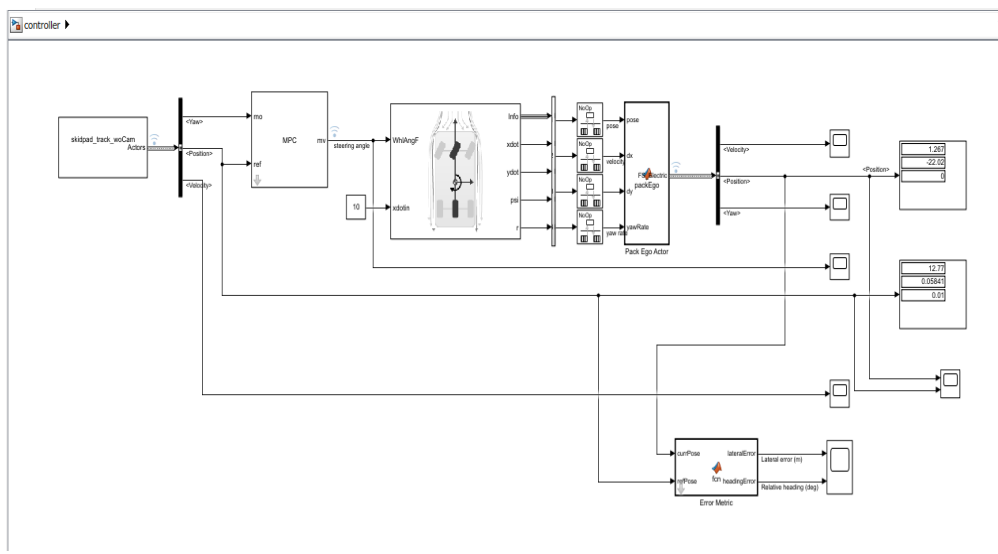 controller
skidpad_track_woCam
Actors
<Yaw>
<Position>
<Velocity>
mo
ref
MPC
mv
steering angle
10
WhlAngF
xdotin
Info
xdot
ydot
psi
r
NoOp
pose
NoOp
velocity
NoOp
NoOp
yaw rate
pose
dx
dy
yawRate
packEgo
Pack Ego Actor
<Velocity>
<Position>
<Yaw>
<Position>
1.267
-22.02
0
12.77
0.05841
0.01
currPose
refPose
fcn
lateralError
headingError
Error Metric
Lateral error (m)
Relative heading (deg)